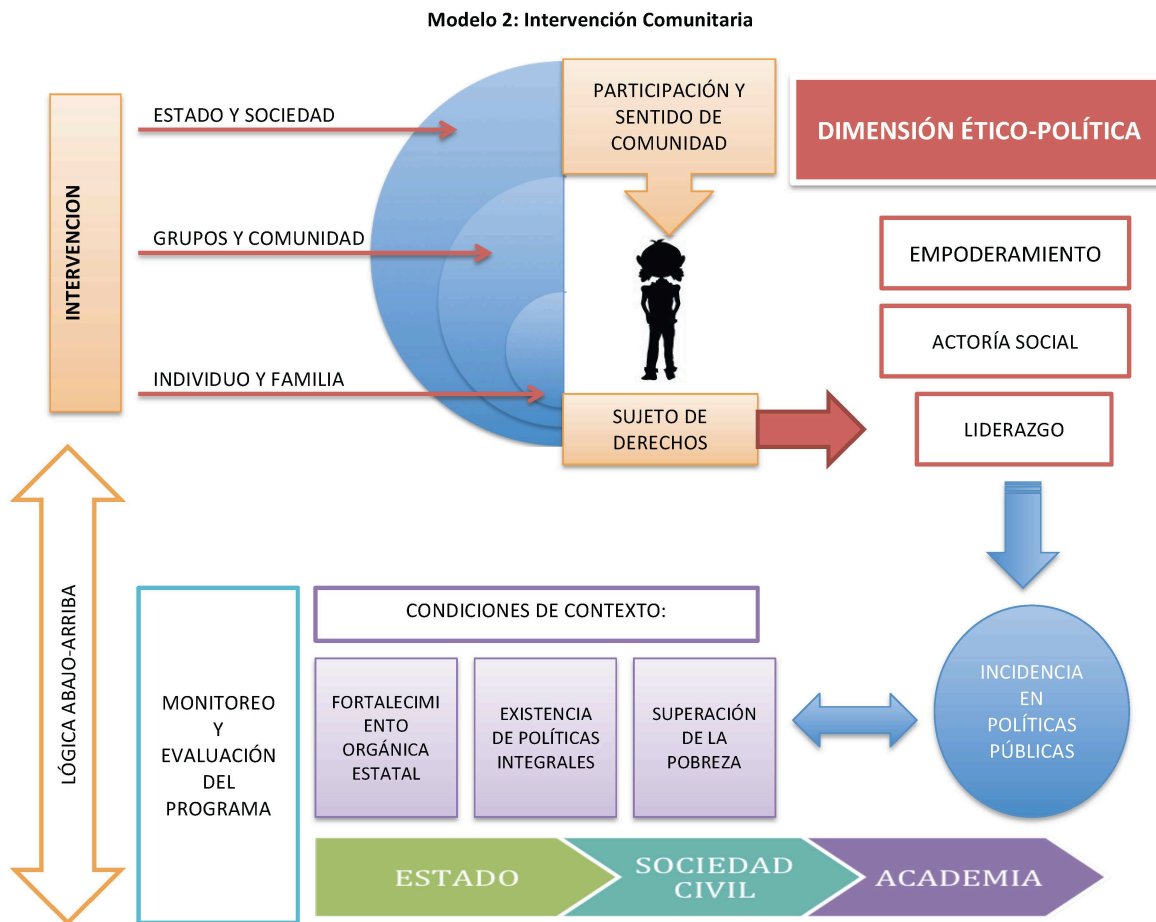 Modelo 2: Intervención Comunitaria
INTERVENCION
ESTADO Y SOCIEDAD
GRUPOS Y COMUNIDAD
INDIVIDUO Y FAMILIA
PARTICIPACIÓN Y
SENTIDO DE
COMUNIDAD
SUJETO DE
DERECHOS
DIMENSIÓN ÉTICO-POLÍTICA
EMPODERAMIENTO
ACTORÍA SOCIAL
LIDERAZGO
LÓGICA ABAJO-ARRIBA
MONITOREO
Y
EVALUACIÓN
DEL
PROGRAMA
CONDICIONES DE CONTEXTO:
FORTALECIMI
ENTO
ORGÁNICA
ESTATAL
EXISTENCIA
DE POLÍTICAS
INTEGRALES
SUPERACIÓN
DE LA
POBREZA
INCIDENCIA
EN
POLÍTICAS
PÚBLICAS
ESTADO
SOCIEDAD
CIVIL
ACADEMIA